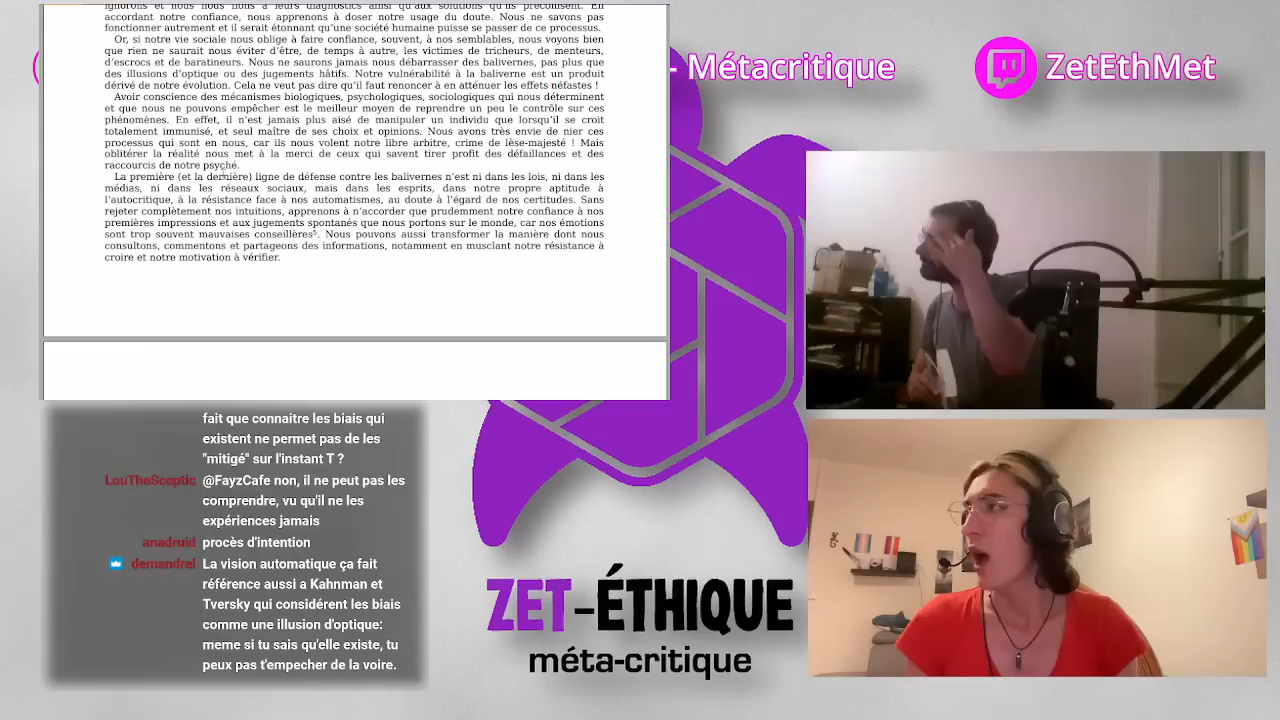 ignorons et nous nous fions à leurs diagnostics ainsi qu'aux solutions qu'ils préconisent. En
accordant notre confiance, nous apprenons à doser notre usage du doute. Nous ne savons pas
fonctionner autrement et il serait étonnant qu'une société humaine puisse se passer de ce processus.
Or, si notre vie sociale nous oblige à faire confiance, souvent, à nos semblables, nous voyons bien
que rien ne saurait nous éviter d'être, de temps à autre, les victimes de tricheurs, de menteurs,
d'escrocs et de baratineurs. Nous ne pourrons jamais nous débarrasser des balivernes, pas plus que
des illusions d'optique ou des jugements hâtifs. Notre vulnérabilité à la baliverne est un produit
dérivé de notre évolution. Cela ne veut pas dire qu'il faut renoncer à en atténuer les effets néfastes !
Avoir conscience des mécanismes biologiques, psychologiques, sociologiques qui nous déterminent
et que nous ne pouvons empêcher est le meilleur moyen de reprendre un peu le contrôle sur ces
phénomènes. En effet, il n'est jamais plus aisé de manipuler un individu que lorsqu'il se croit
totalement immunisé, et seul maître de ses choix et opinions. Nous avons très envie de nier ces
processus qui sont en nous, car ils nous volent notre libre arbitre, crime de lèse-majesté ! Mais
oblitérer la réalité nous met à la merci de ceux qui savent tirer profit des défaillances et des
raccourcis de notre psyché.
La première (et la dernière) ligne de défense contre les balivernes n'est ni dans les lois, ni dans les
médias, ni dans les réseaux sociaux, mais dans les esprits, dans notre propre aptitude à
l'autocritique, à la résistance face à nos automatismes, au doute à l'égard de nos certitudes. Sans
rejeter complètement nos intuitions, apprenons à n'accorder que prudemment notre confiance à nos
premières impressions et aux jugements spontanés que nous portons sur le monde, car nos émotions
sont trop souvent mauvaises conseillères⁵. Nous pouvons aussi transformer la manière dont nous
consultons, commentons et partageons des informations, notamment en musclant notre résistance à
croire et notre motivation à vérifier.
- Métacritique
ZetEthMet
fait que connaitre les biais qui
existent ne permet pas de les
"mitigé" sur l'instant T ?
LouTheSceptic @FayzCafe non, il ne peut pas les
comprendre, vu qu'il ne les
expériences jamais
anadruid procès d'intention
demandrel La vision automatique ça fait
référence aussi a Kahnman et
Tversky qui considérent les biais
comme une illusion d'optique:
meme si tu sais qu'elle existe, tu
peux pas t'empecher de la voire.
ZET-ÉTHIQUE
méta-critique